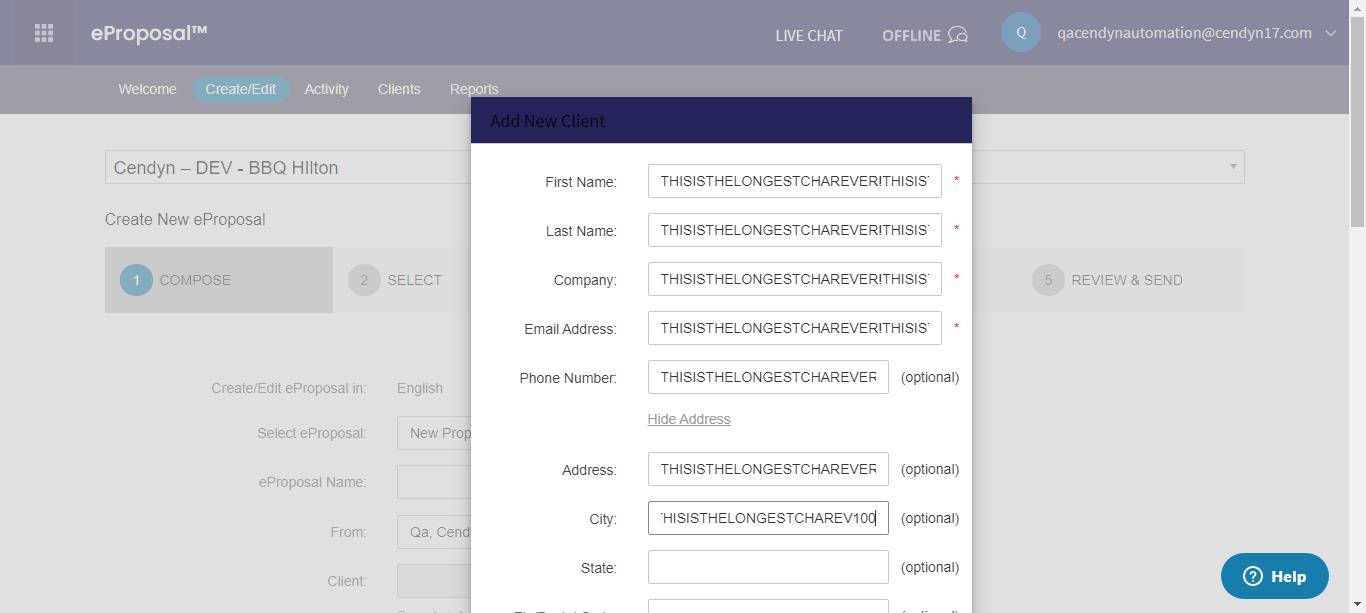 eProposal™
LIVE CHAT
OFFLINE
Q
qacendynautomation@cendyn17.com
Welcome
Create/Edit
Activity
Clients
Reports
Add New Client
Cendyn – DEV - BBQ HIlton
First Name:
THISISTHELONGESTCHAREVER!THISIS
*
Last Name:
THISISTHELONGESTCHAREVER!THISIS
*
Create New eProposal
1 COMPOSE
2 SELECT
5 REVIEW & SEND
Company:
THISISTHELONGESTCHAREVER!THISIS
*
Email Address:
THISISTHELONGESTCHAREVER!THISIS
*
Phone Number:
THISISTHELONGESTCHAREVER
(optional)
Hide Address
Address:
THISISTHELONGESTCHAREVER
(optional)
City:
HISISTHELONGESTCHAREV100
(optional)
State:
(optional)
Create/Edit eProposal in:
English
Select eProposal:
New Prop
eProposal Name:
From:
Qa, Cend
Client:
? Help